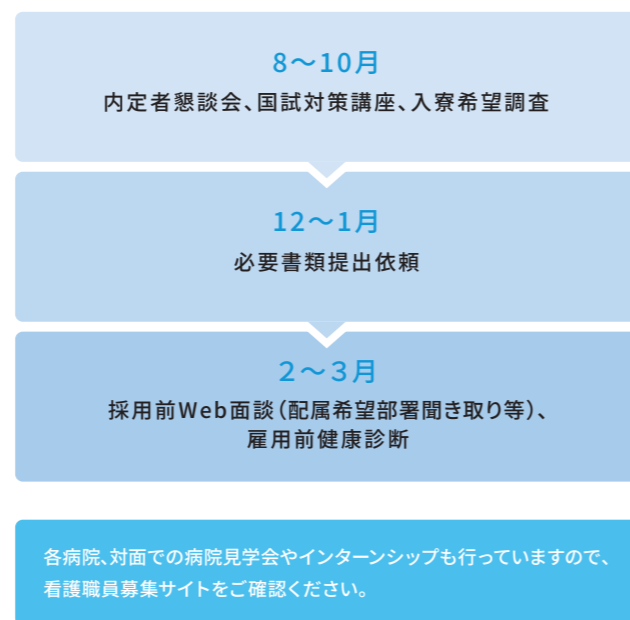 8～10月
内定者懇談会、国試対策講座、入寮希望調査
12～1月
必要書類提出依頼
２～３月
採用前Web面談（配属希望部署聞き取り等）、
雇用前健康診断
各病院、対面での病院見学会やインターンシップも行っていますので、
看護職員募集サイトをご確認ください。